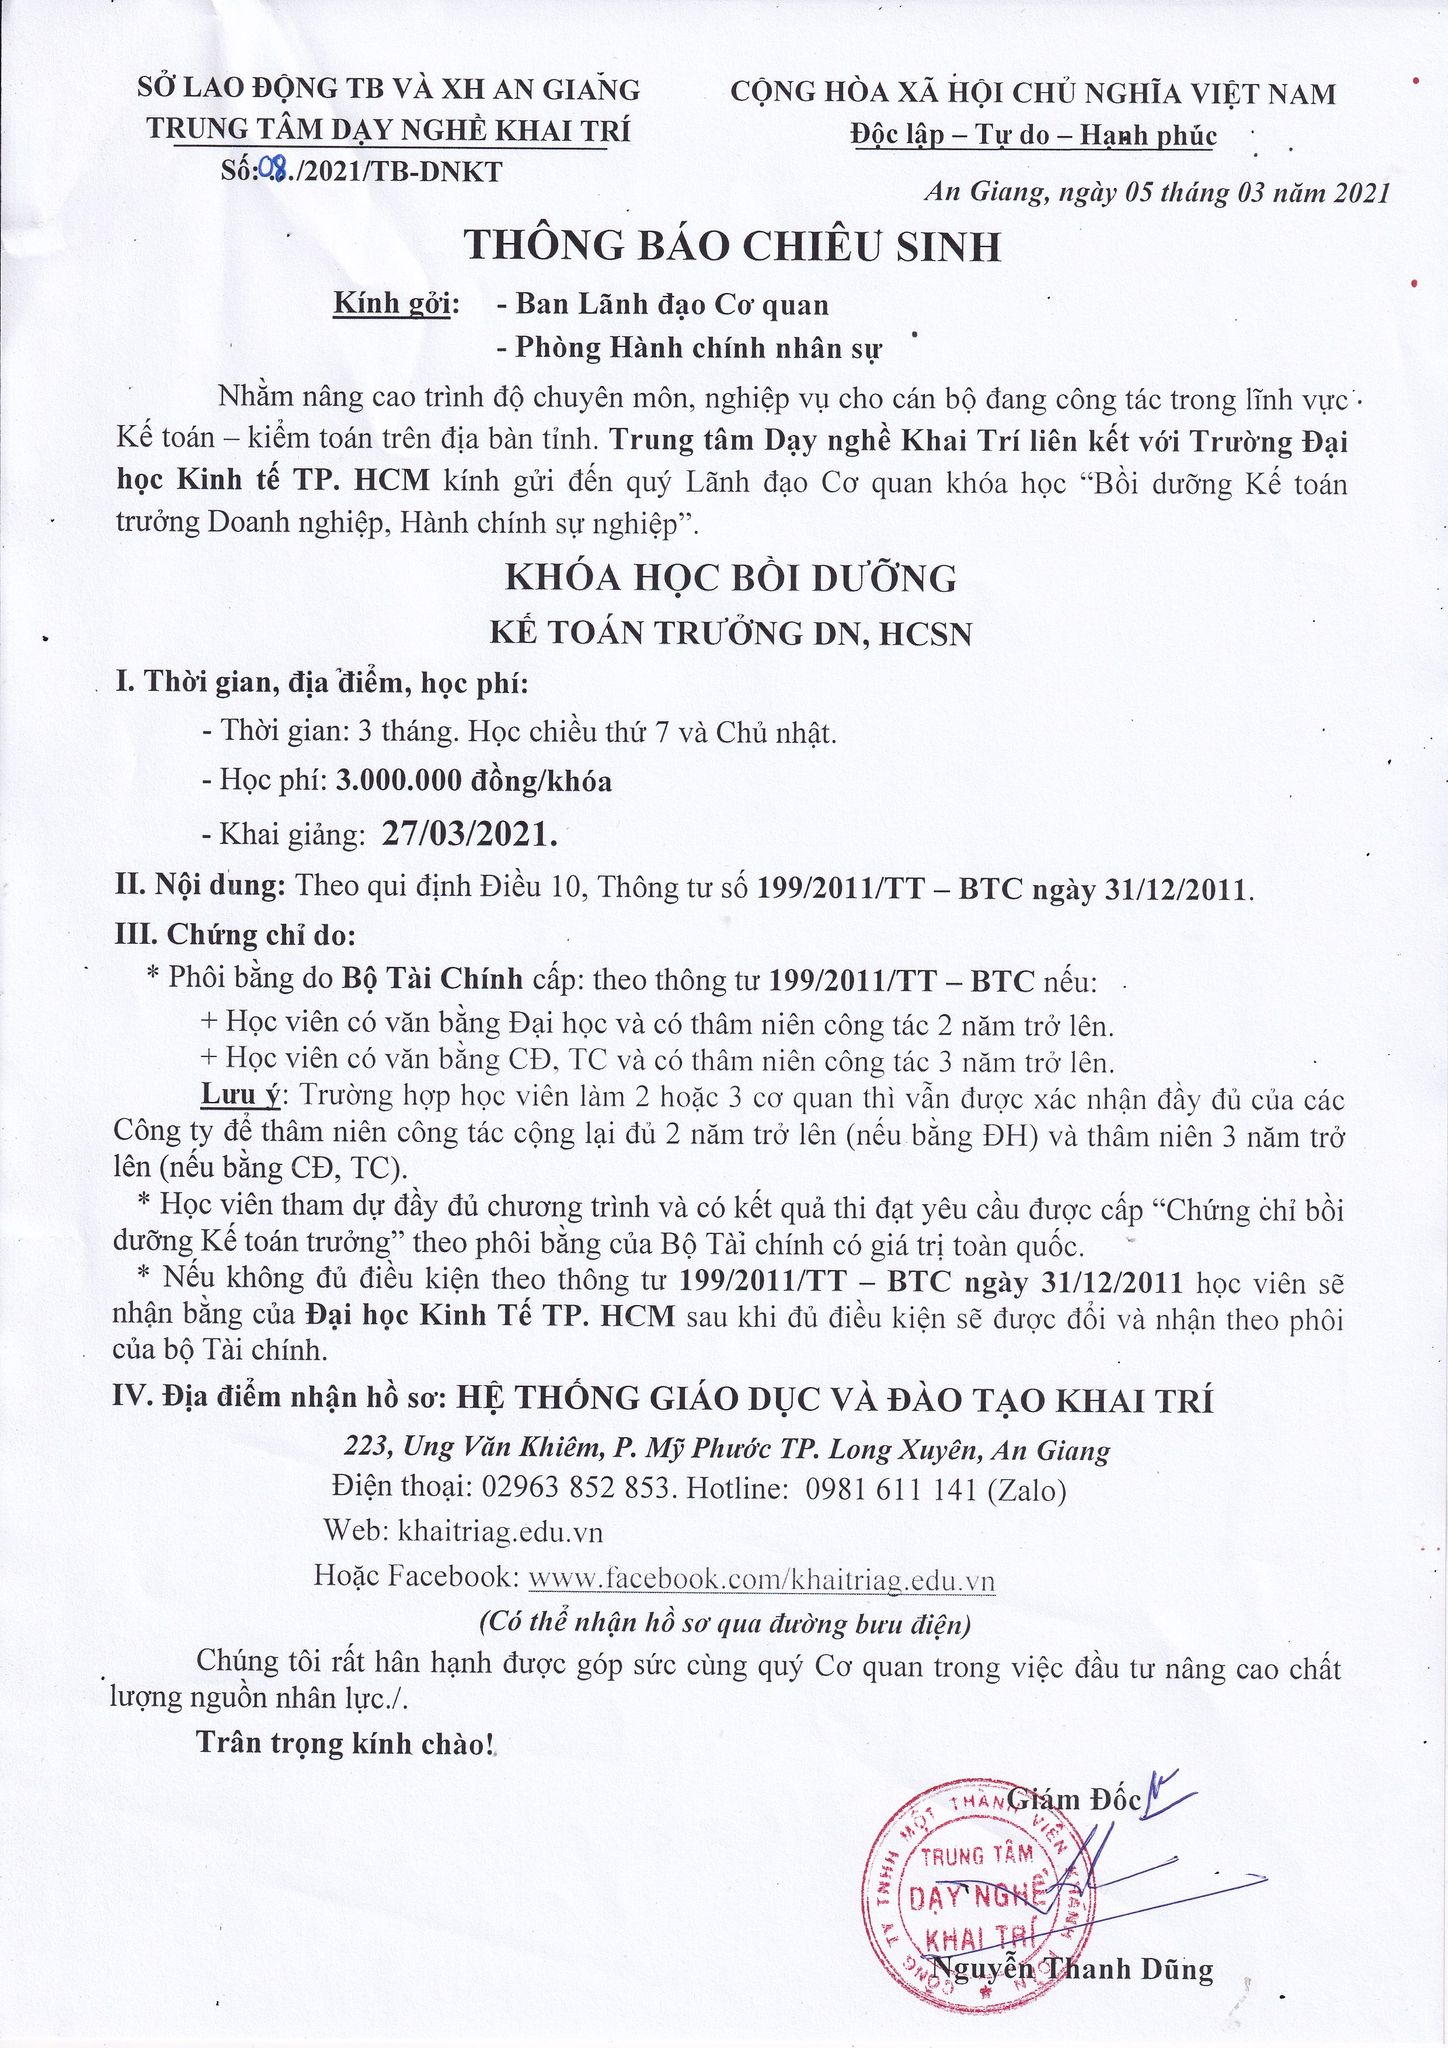 SỞ LAO ĐỘNG TB VÀ XH AN GIANG
TRUNG TÂM DẠY NGHỀ KHAI TRÍ
Số:08./2021/TB-DNKT
CỘNG HÒA XÃ HỘI CHỦ NGHĨA VIỆT NAM
Độc lập – Tự do – Hạnh phúc
An Giang, ngày 05 tháng 03 năm 2021
THÔNG BÁO CHIÊU SINH
Kính gởi: - Ban Lãnh đạo Cơ quan
- Phòng Hành chính nhân sự
Nhằm nâng cao trình độ chuyên môn, nghiệp vụ cho cán bộ đang công tác trong lĩnh vực
Kế toán – kiểm toán trên địa bàn tỉnh. Trung tâm Dạy nghề Khai Trí liên kết với Trường Đại
học Kinh tế TP. HCM kính gửi đến quý Lãnh đạo Cơ quan khóa học “Bồi dưỡng Kế toán
trưởng Doanh nghiệp, Hành chính sự nghiệp”.
KHÓA HỌC BỒI DƯỠNG
KẾ TOÁN TRƯỞNG DN, HCSN
I. Thời gian, địa điểm, học phí:
- Thời gian: 3 tháng. Học chiều thứ 7 và Chủ nhật.
- Học phí: 3.000.000 đồng/khóa
- Khai giảng: 27/03/2021.
II. Nội dung: Theo qui định Điều 10, Thông tư số 199/2011/TT – BTC ngày 31/12/2011.
III. Chứng chỉ do:
* Phôi bằng do Bộ Tài Chính cấp: theo thông tư 199/2011/TT – BTC nếu:
+ Học viên có văn bằng Đại học và có thâm niên công tác 2 năm trở lên.
+ Học viên có văn bằng CĐ, TC và có thâm niên công tác 3 năm trở lên.
Lưu ý: Trường hợp học viên làm 2 hoặc 3 cơ quan thì vẫn được xác nhận đầy đủ của các
Công ty để thâm niên công tác cộng lại đủ 2 năm trở lên (nếu bằng ĐH) và thâm niên 3 năm trở
lên (nếu bằng CĐ, TC).
* Học viên tham dự đầy đủ chương trình và có kết quả thi đạt yêu cầu được cấp “Chứng chỉ bồi
dưỡng Kế toán trưởng” theo phôi bằng của Bộ Tài chính có giá trị toàn quốc.
* Nếu không đủ điều kiện theo thông tư 199/2011/TT – BTC ngày 31/12/2011 học viên sẽ
nhận bằng của Đại học Kinh Tế TP. HCM sau khi đủ điều kiện sẽ được đổi và nhận theo phôi
của bộ Tài chính.
IV. Địa điểm nhận hồ sơ: HỆ THỐNG GIÁO DỤC VÀ ĐÀO TẠO KHAI TRÍ
223, Ung Văn Khiêm, P. Mỹ Phước TP. Long Xuyên, An Giang
Điện thoại: 02963 852 853. Hotline: 0981 611 141 (Zalo)
Web: khaitriag.edu.vn
Hoặc Facebook: www.facebook.com/khaitriag.edu.vn
(Có thể nhận hồ sơ qua đường bưu điện)
Chúng tôi rất hân hạnh được góp sức cùng quý Cơ quan trong việc đầu tư nâng cao chất
lượng nguồn nhân lực./.
Trân trọng kính chào!
Giám Đốc
CÔNG TY TNHH MỘT THÀNH VIÊN
TRUNG TÂM
DẠY NGHỀ
KHAI TRÍ
Nguyễn Thanh Dũng